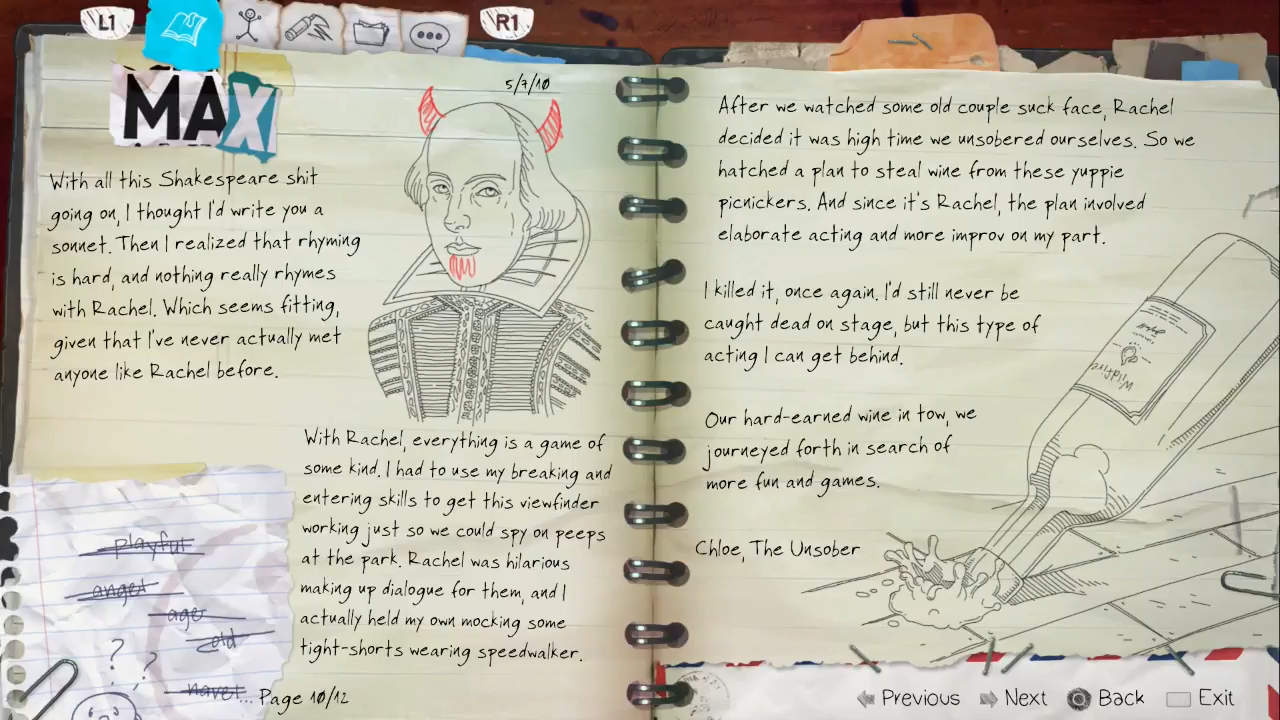 L1
R1
MAX
5/7/10
With all this Shakespeare shit
going on, I thought I'd write you a
sonnet. Then I realized that rhyming
is hard, and nothing really rhymes
with Rachel. Which seems fitting,
given that I've never actually met
anyone like Rachel before.
With Rachel, everything is a game of
some kind. I had to use my breaking and
entering skills to get this viewfinder
working just so we could spy on peeps
at the park. Rachel was hilarious
making up dialogue for them, and I
actually held my own mocking some
tight-shorts wearing speedwalker.
playful
angel
age
old
navel...
? ?
Page 10/12
After we watched some old couple suck face, Rachel
decided it was high time we unsobered ourselves. So we
hatched a plan to steal wine from these yuppie
picnickers. And since it's Rachel, the plan involved
elaborate acting and more improv on my part.
I killed it, once again. I'd still never be
caught dead on stage, but this type of
acting I can get behind.
Our hard-earned wine in tow, we
journeyed forth in search of
more fun and games.
Chloe, The Unsober
Wildfire
Previous Next Back Exit